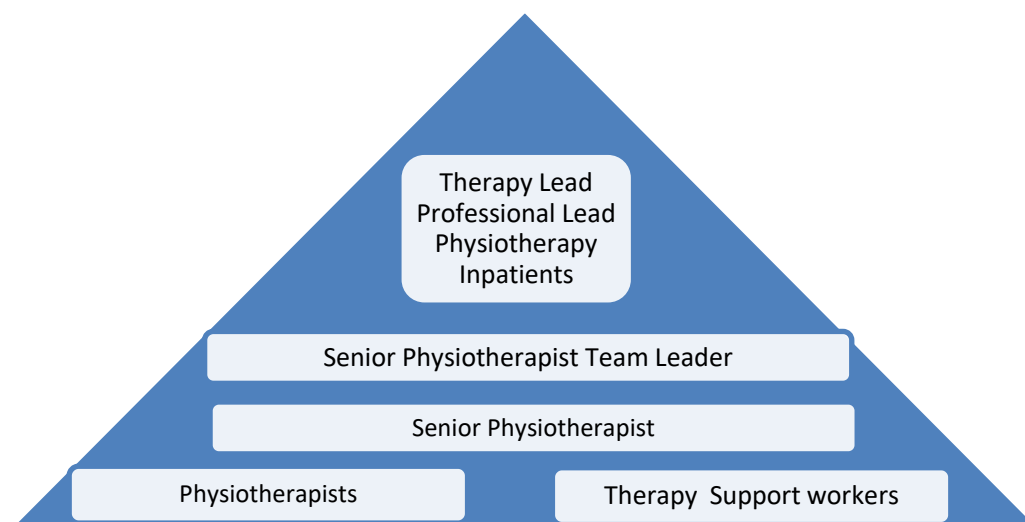 Therapy Lead
Professional Lead
Physiotherapy
Inpatients
Senior Physiotherapist Team Leader
Senior Physiotherapist
Physiotherapists
Therapy  Support workers